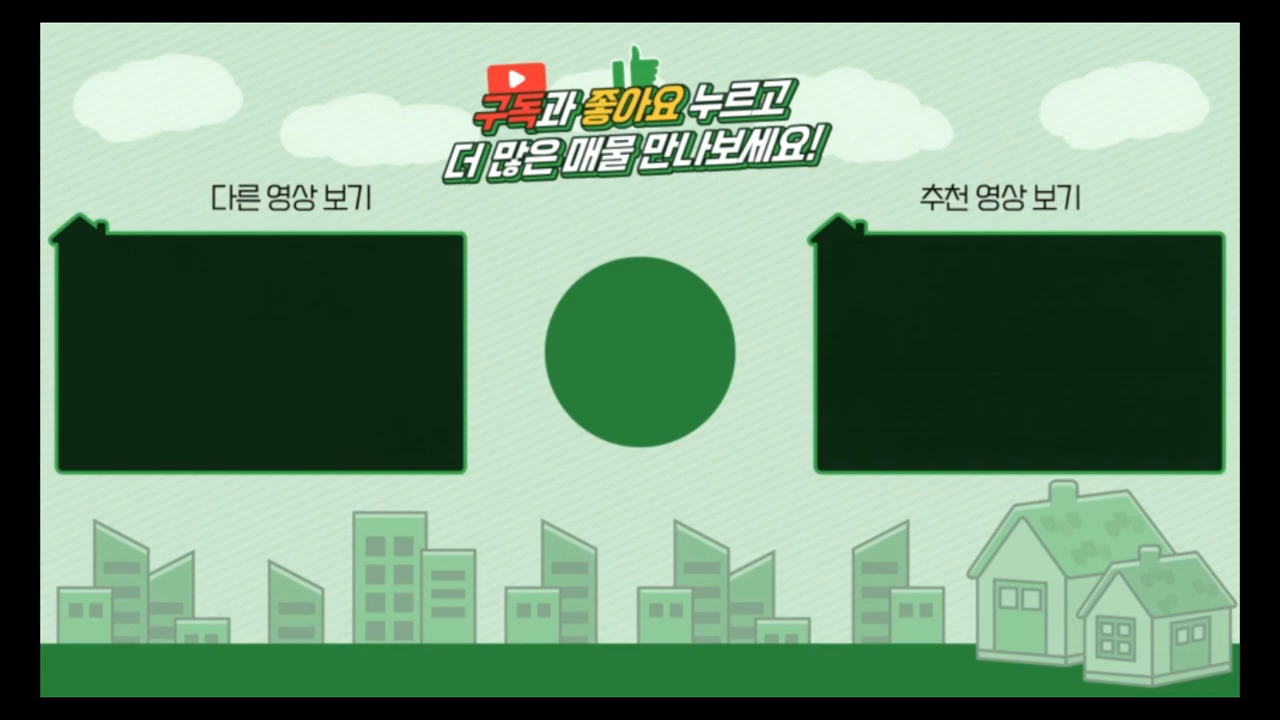 구독과 좋아요 누르고
더 많은 매물 만나보세요!
다른 영상 보기
추천 영상 보기